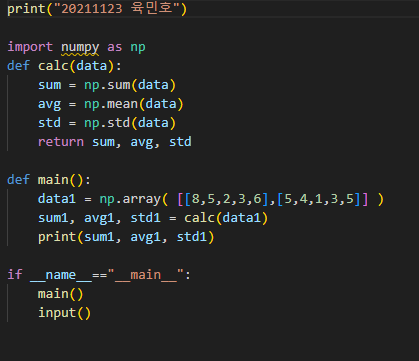 print("20211123 육민호")
import numpy as np
def calc(data):
    sum = np.sum(data)
    avg = np.mean(data)
    std = np.std(data)
    return sum, avg, std
def main():
    data1 = np.array( [[8,5,2,3,6],[5,4,1,3,5]] )
    sum1, avg1, std1 = calc(data1)
    print(sum1, avg1, std1)
if __name__=="__main__":
    main()
    input()